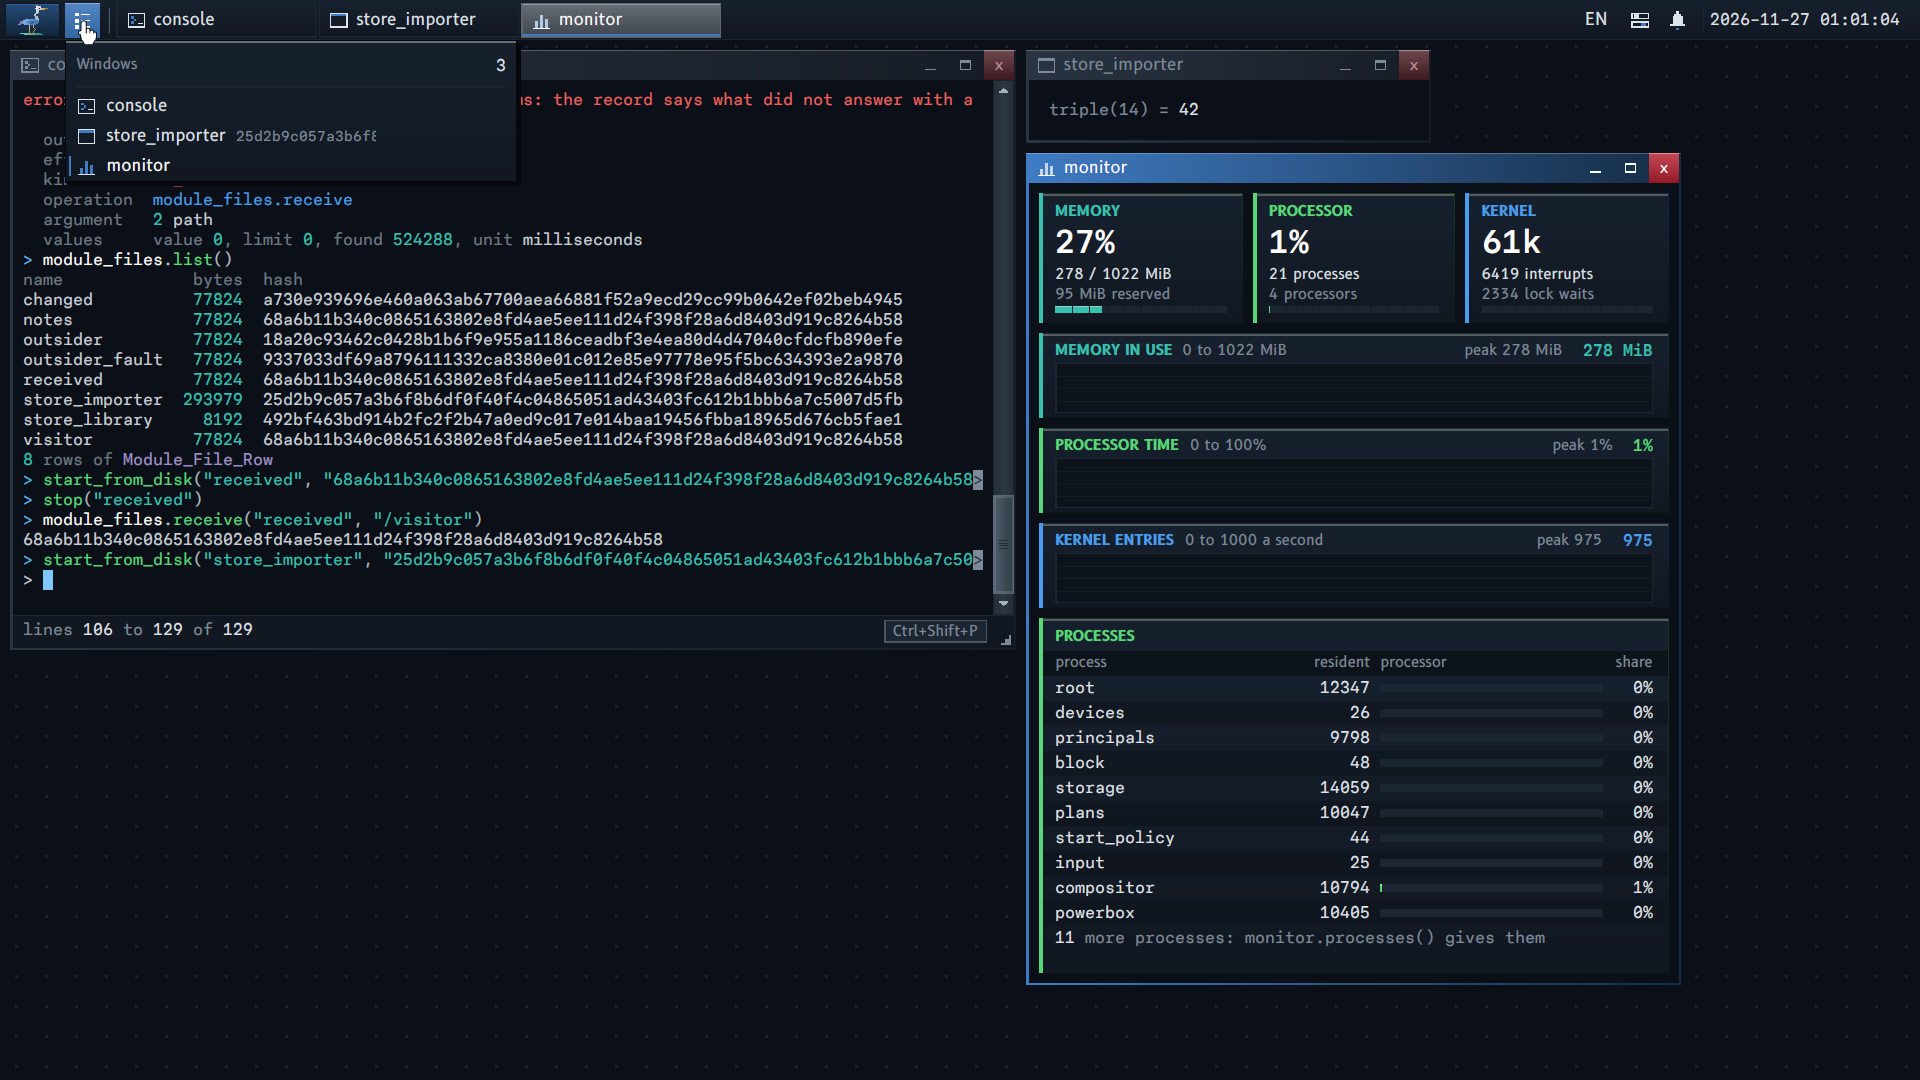 console
store_importer
monitor
EN
2026-11-27 01:01:04
Windows
3
console
store_importer 25d2b9c057a3b6f
monitor
co
erro
s: the record says what did not answer with a
ou
ef
ki
operation module_files.receive
argument 2 path
values value 0, limit 0, found 524288, unit milliseconds
> module_files.list()
name bytes hash
changed 77824 a730e939696e460a063ab67700aea66881f52a9ecd29cc99b0642ef02beb4945
notes 77824 68a6b11b340c0865163802e8fd4ae5ee111d24f398f28a6d8403d919c8264b58
outsider 77824 18a20c93462c0428b1b6f9e955a1186ceadbf3e4ea80d4d47040cfdcfb890efe
outsider_fault 77824 9337033df69a8796111332ca8380e01c012e85e97778e95f5bc634393e2a9870
received 77824 68a6b11b340c0865163802e8fd4ae5ee111d24f398f28a6d8403d919c8264b58
store_importer 293979 25d2b9c057a3b6f8b6df0f40f4c04865051ad43403fc612b1bbb6a7c5007d5fb
store_library 8192 492bf463bd914b2fc2f2b47a0ed9c017e014baa19456fbba18965d676cb5fae1
visitor 77824 68a6b11b340c0865163802e8fd4ae5ee111d24f398f28a6d8403d919c8264b58
8 rows of Module_File_Row
> start_from_disk("received", "68a6b11b340c0865163802e8fd4ae5ee111d24f398f28a6d8403d919c8264b58>
> stop("received")
> module_files.receive("received", "/visitor")
68a6b11b340c0865163802e8fd4ae5ee111d24f398f28a6d8403d919c8264b58
> start_from_disk("store_importer", "25d2b9c057a3b6f8b6df0f40f4c04865051ad43403fc612b1bbb6a7c50>
>
lines 106 to 129 of 129
Ctrl+Shift+P
store_importer
triple(14) = 42
monitor
MEMORY
27%
278 / 1022 MiB
95 MiB reserved
PROCESSOR
1%
21 processes
4 processors
KERNEL
61k
6419 interrupts
2334 lock waits
MEMORY IN USE 0 to 1022 MiB peak 278 MiB 278 MiB
PROCESSOR TIME 0 to 100% peak 1% 1%
KERNEL ENTRIES 0 to 1000 a second peak 975 975
PROCESSES
process resident processor share
root 12347 0%
devices 26 0%
principals 9798 0%
block 48 0%
storage 14059 0%
plans 10047 0%
start_policy 44 0%
input 25 0%
compositor 10794 1%
powerbox 10405 0%
11 more processes: monitor.processes() gives them